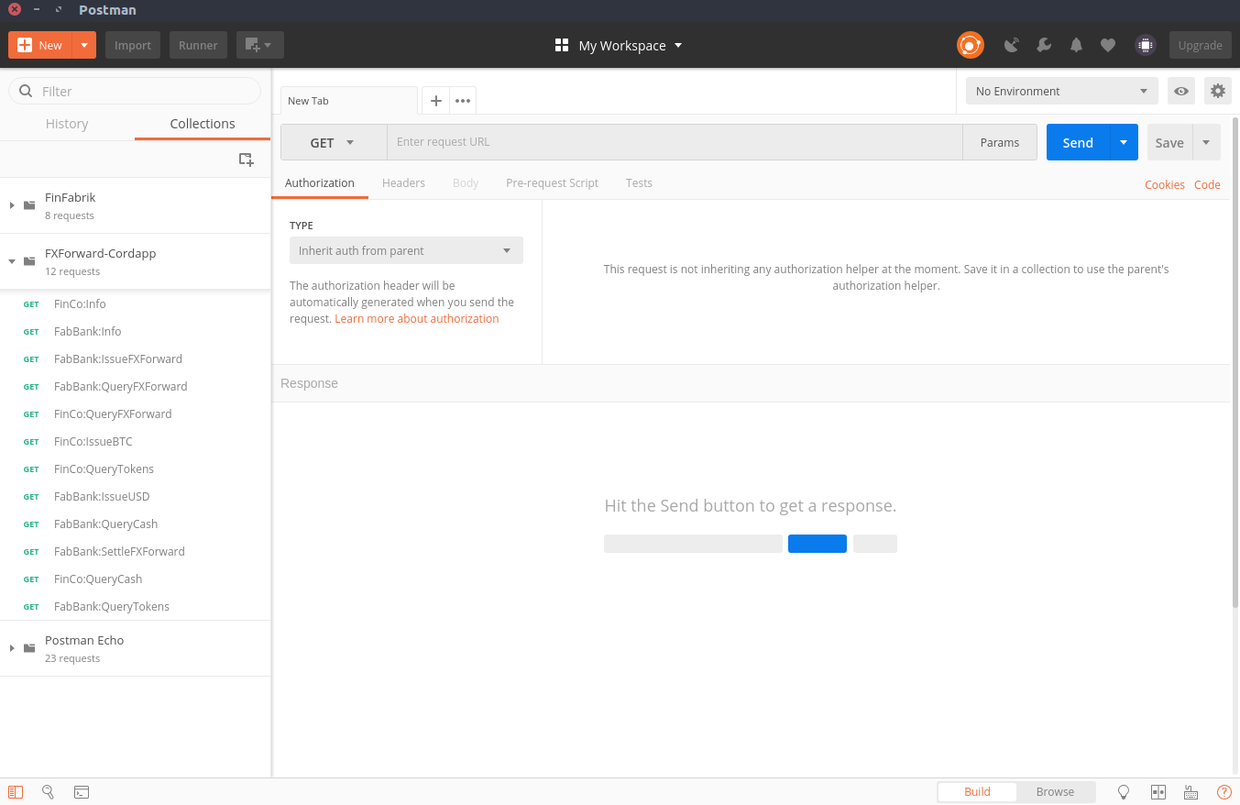 Postman
New
Import
Runner
My Workspace
Upgrade
Filter
History
Collections
New Tab
No Environment
GET
Enter request URL
Params
Send
Save
Authorization
Headers
Body
Pre-request Script
Tests
Cookies
Code
FinFabrik
8 requests
FXForward-Cordapp
12 requests
GET FinCo:Info
GET FabBank:Info
GET FabBank:IssueFXForward
GET FabBank:QueryFXForward
GET FinCo:QueryFXForward
GET FinCo:IssueBTC
GET FinCo:QueryTokens
GET FabBank:IssueUSD
GET FabBank:QueryCash
GET FabBank:SettleFXForward
GET FinCo:QueryCash
GET FabBank:QueryTokens
Postman Echo
23 requests
TYPE
Inherit auth from parent
The authorization header will be
automatically generated when you send the
request. Learn more about authorization
This request is not inheriting any authorization helper at the moment. Save it in a collection to use the parent's
authorization helper.
Response
Hit the Send button to get a response.
Build
Browse